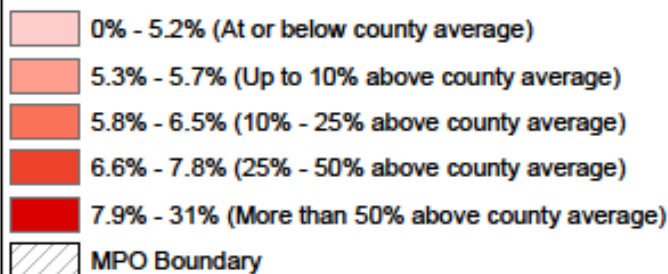 0% - 5.2% (At or below county average)
5.3% - 5.7% (Up to 10% above county average)
5.8% - 6.5% (10% - 25% above county average)
6.6% - 7.8% (25% - 50% above county average)
7.9% - 31% (More than 50% above county average)
MPO Boundary